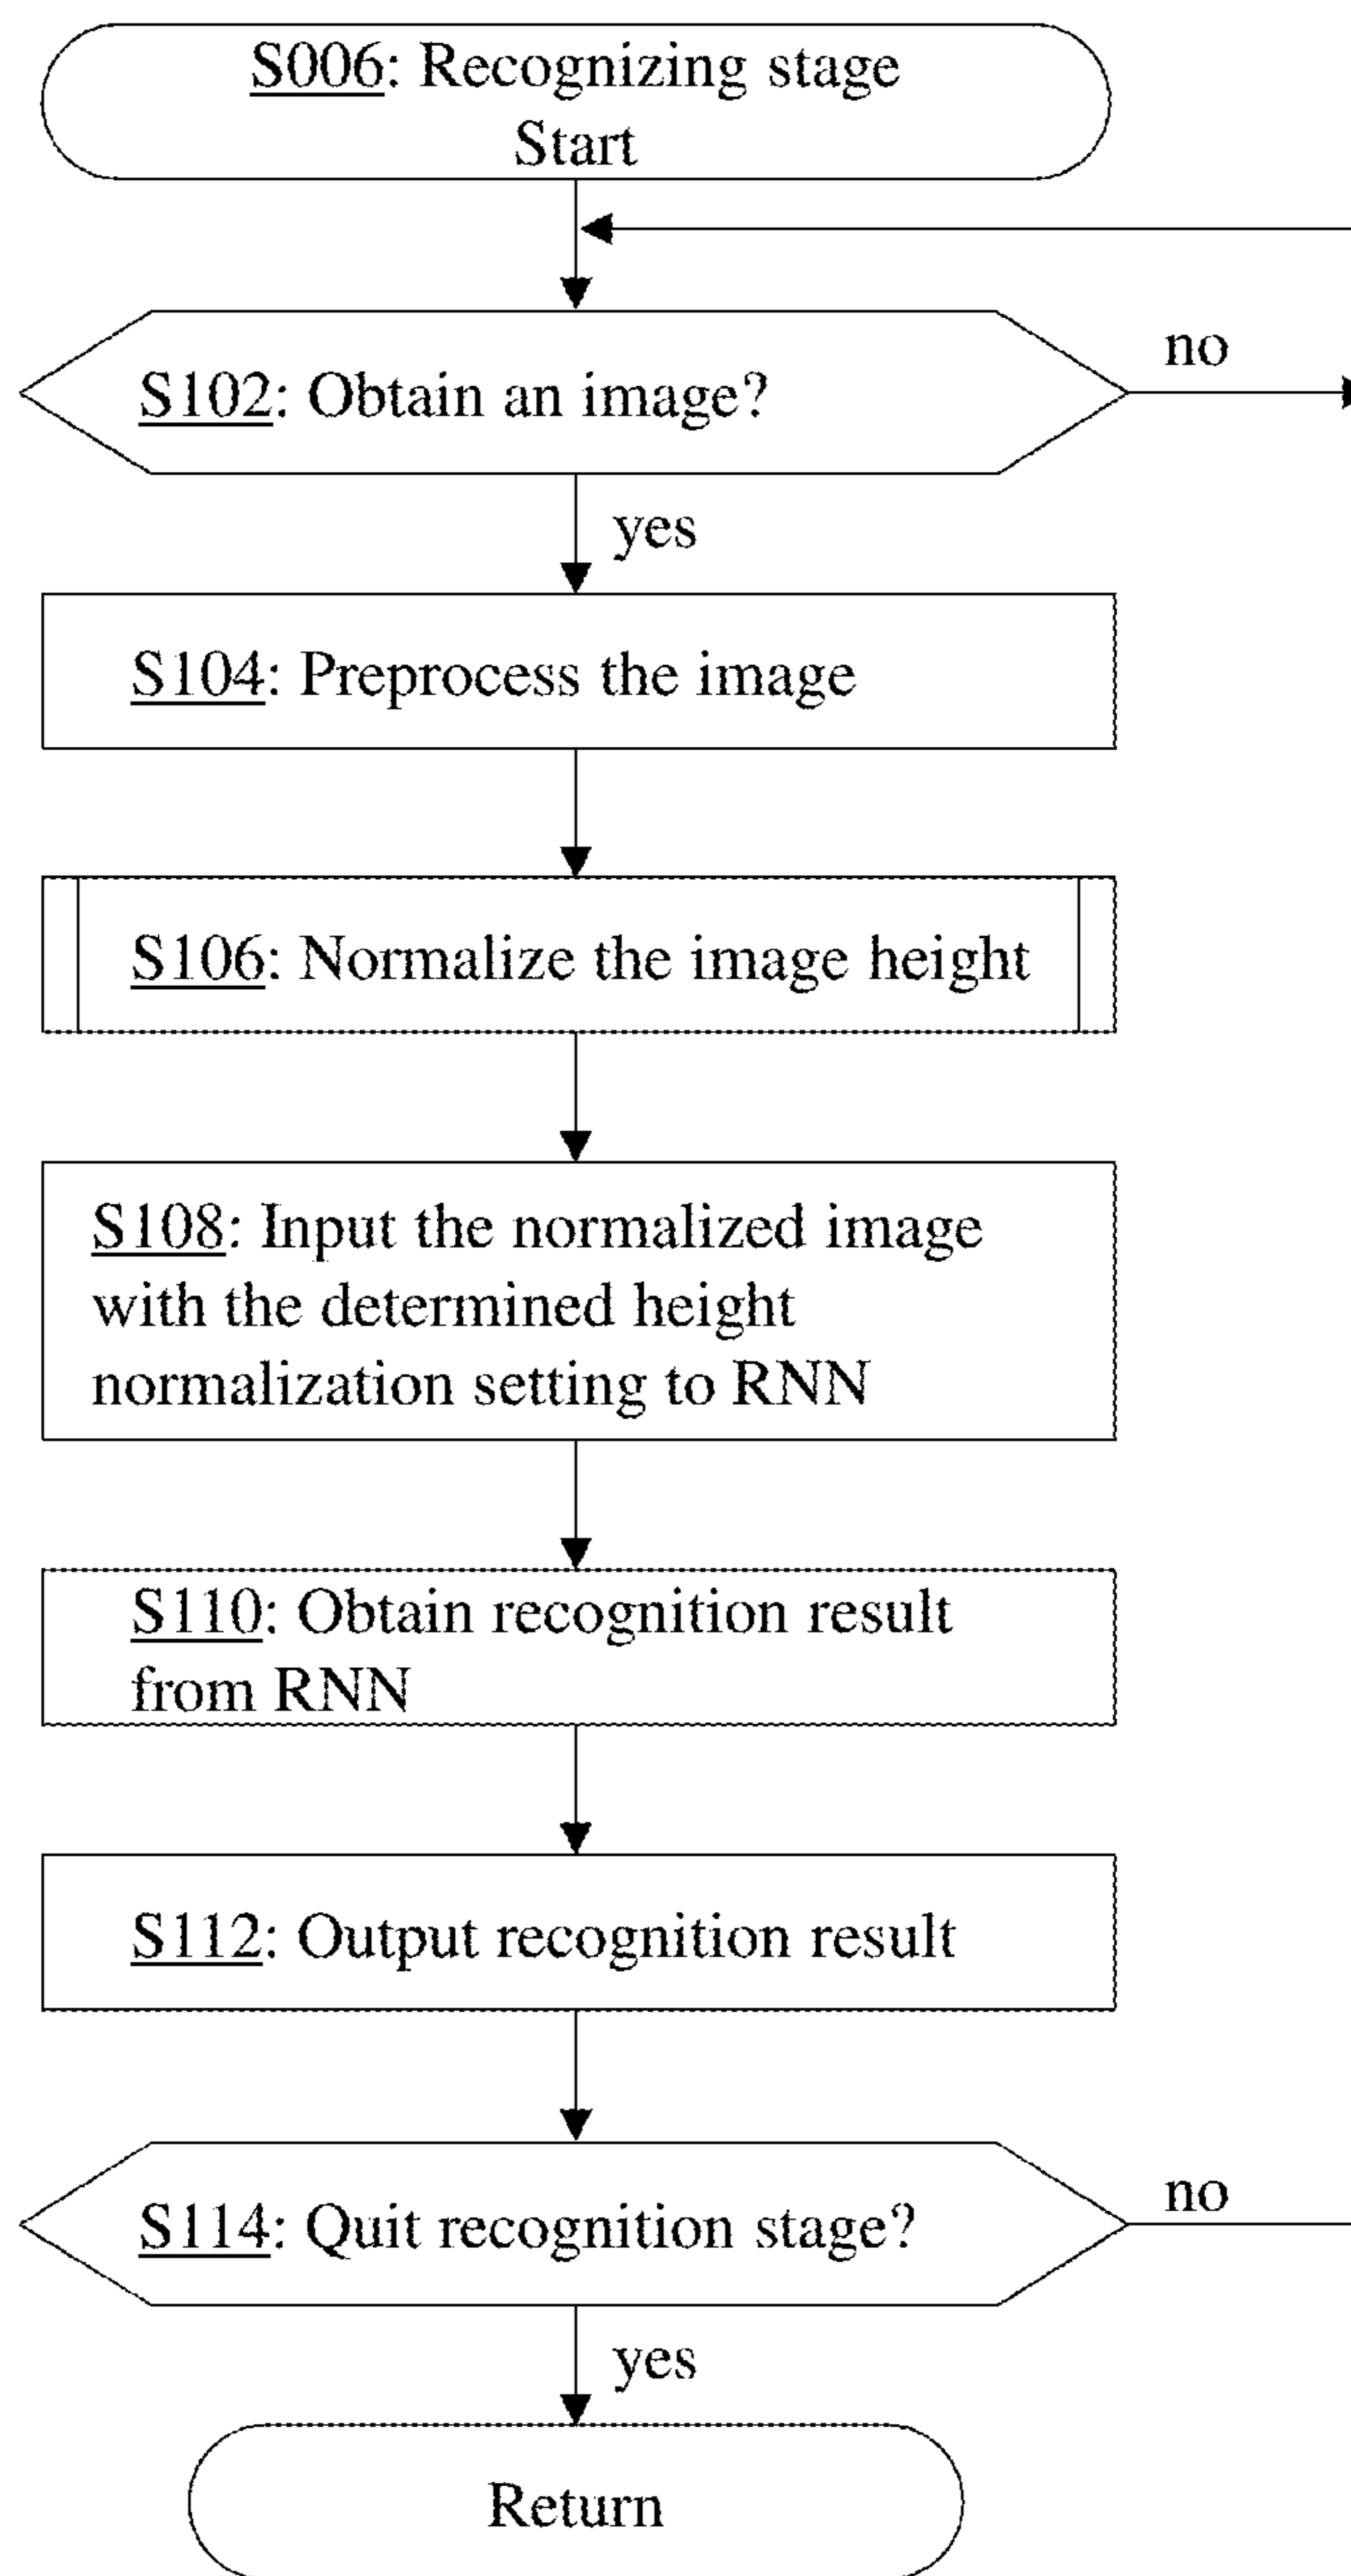 S006: Recognizing stage
Start
S102: Obtain an image?
no
yes
S104: Preprocess the image
S106: Normalize the image height
S108: Input the normalized image
with the determined height
normalization setting to RNN
S110: Obtain recognition result
from RNN
S112: Output recognition result
S114: Quit recognition stage?
no
yes
Return